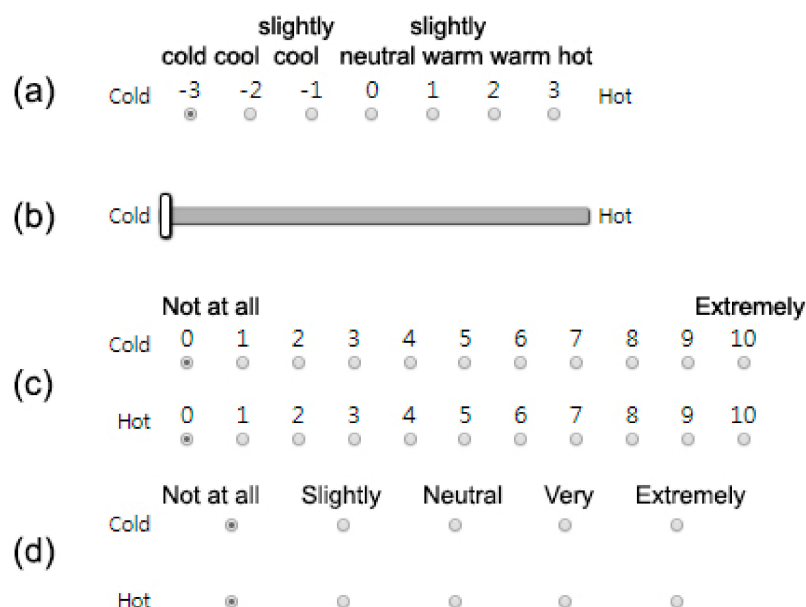 slightly slightly
cold cool cool neutral warm warm hot
(a) Cold -3 -2 -1 0 1 2 3 Hot
(b) Cold Hot
Not at all Extremely
Cold 0 1 2 3 4 5 6 7 8 9 10
(c)
Hot 0 1 2 3 4 5 6 7 8 9 10
Not at all Slightly Neutral Very Extremely
Cold
(d)
Hot